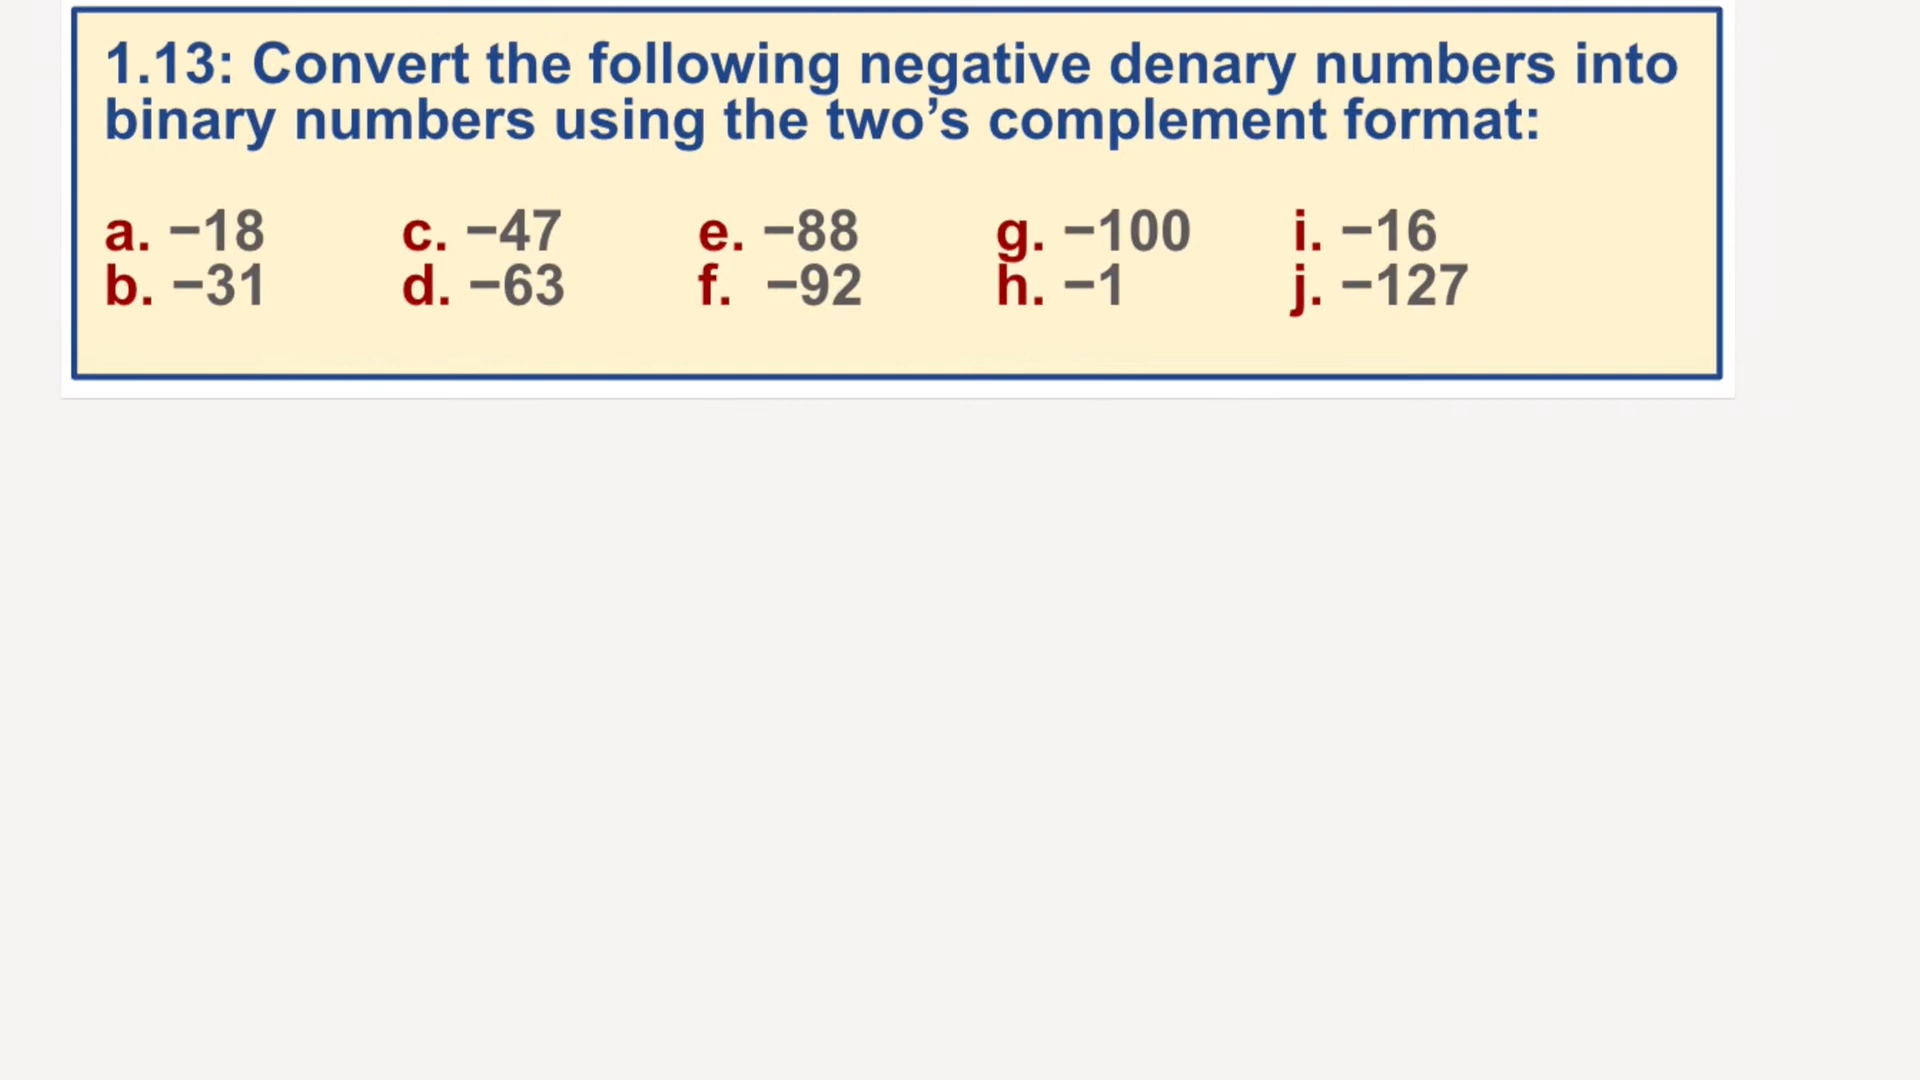 1.13: Convert the following negative denary numbers into
binary numbers using the two’s complement format:
a. −18 c. −47 e. −88 g. −100 i. −16
b. −31 d. −63 f. −92 h. −1 j. −127